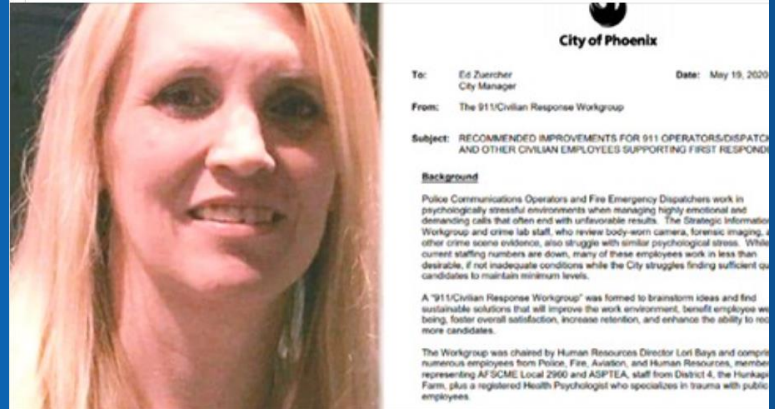 City of Phoenix
To: Ed Zuercher Date: May 19, 2020
City Manager
From: The 911/Civilian Response Workgroup
Subject: RECOMMENDED IMPROVEMENTS FOR 911 OPERATORS/DISPATCH
AND OTHER CIVILIAN EMPLOYEES SUPPORTING FIRST RESPOND
Background
Police Communications Operators and Fire Emergency Dispatchers work in
psychologically stressful environments when managing highly emotional and
demanding calls that often end with unfavorable results. The Strategic Information
Workgroup and crime lab staff, who review body-worn camera, forensic imaging, a
other crime scene evidence, also struggle with similar psychological stress. While
current staffing numbers are down, many of these employees work in less than
desirable, if not inadequate conditions while the City struggles finding sufficient qu
candidates to maintain minimum levels.
A "911/Civilian Response Workgroup" was formed to brainstorm ideas and find
sustainable solutions that will improve the work environment, benefit employee we
being, foster overall satisfaction, increase retention, and enhance the ability to rec
more candidates.
The Workgroup was chaired by Human Resources Director Lori Bays and compris
numerous employees from Police, Fire, Aviation, and Human Resources, member
representing AFSCME Local 2960 and ASPTEA, staff from District 4, the Hunkapi
Farm, plus a registered Health Psychologist who specializes in trauma with public
employees.